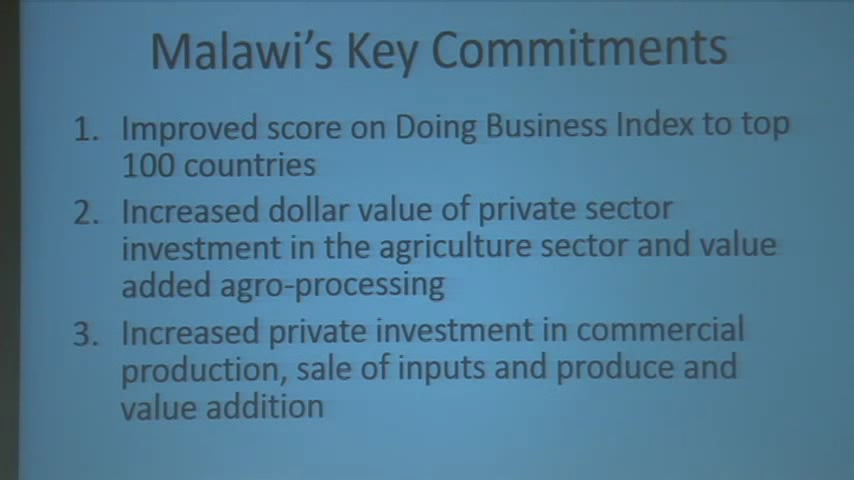 Malawi's Key Commitments
1. Improved score on Doing Business Index to top
100 countries
2. Increased dollar value of private sector
investment in the agriculture sector and value
added agro-processing
3. Increased private investment in commercial
production, sale of inputs and produce and
value addition